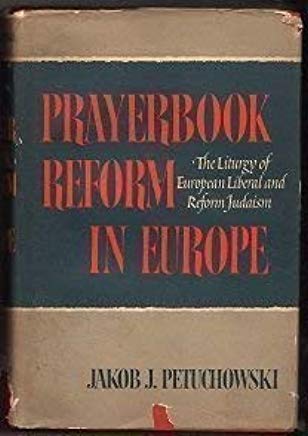 PRAYERBOOK
REFORM
The Liturgy of
European Liberal and
Reform Judaism
IN EUROPE
JAKOB J. PETUCHOWSKI